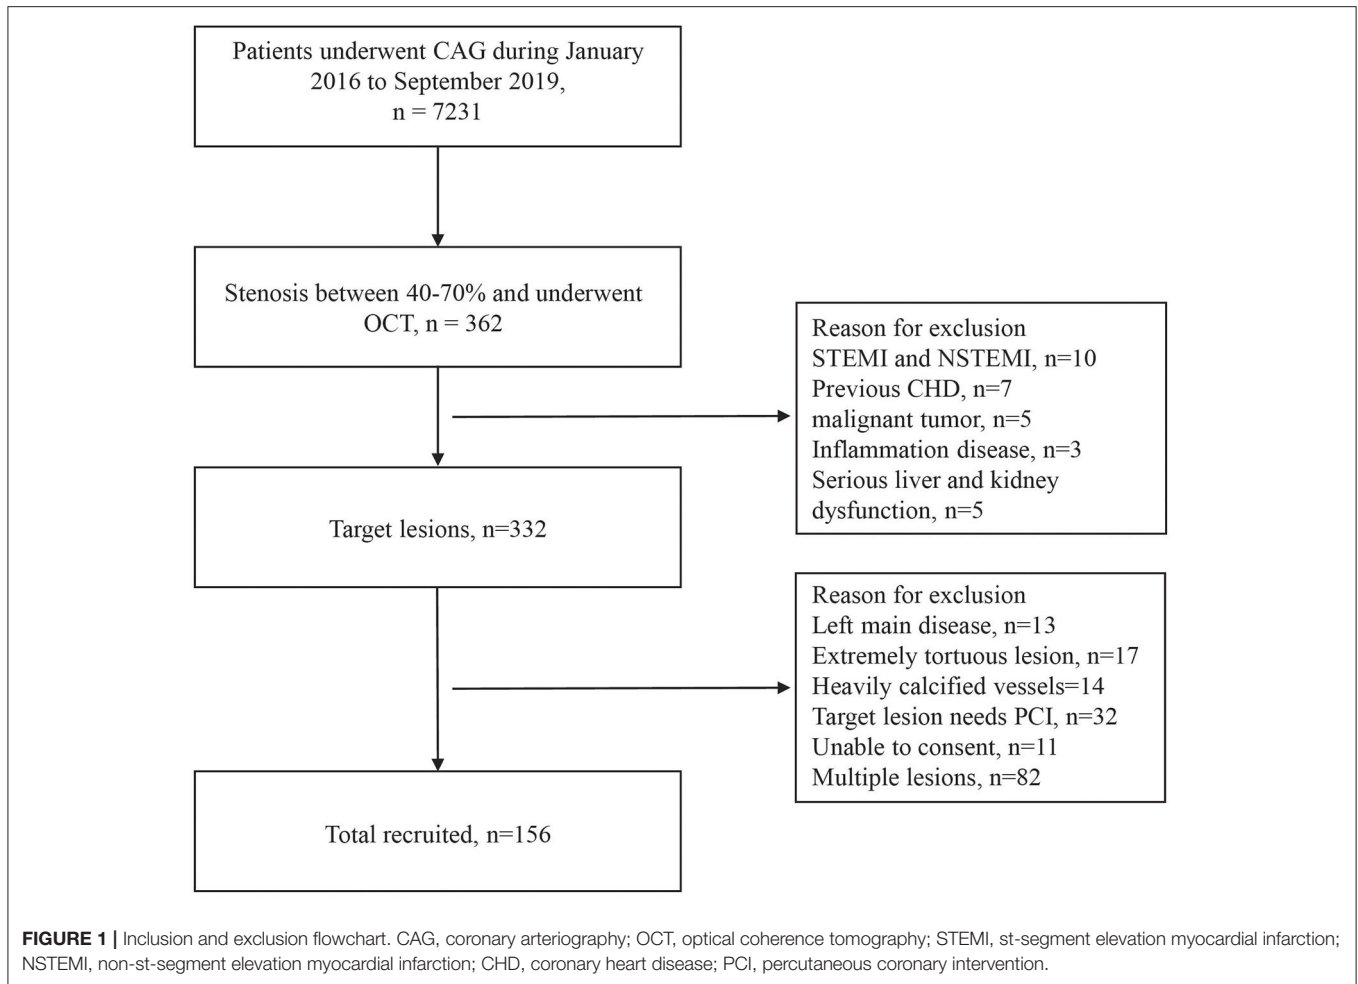 Patients underwent CAG during January
2016 to September 2019,
n = 7231
Stenosis between 40-70% and underwent
OCT, n = 362
Reason for exclusion
STEMI and NSTEMI, n=10
Previous CHD, n=7
malignant tumor, n=5
Inflammation disease, n=3
Serious liver and kidney
dysfunction, n=5
Target lesions, n=332
Reason for exclusion
Left main disease, n=13
Extremely tortuous lesion, n=17
Heavily calcified vessels=14
Target lesion needs PCI, n=32
Unable to consent, n=11
Multiple lesions, n=82
Total recruited, n=156
FIGURE 1 | Inclusion and exclusion flowchart. CAG, coronary arteriography; OCT, optical coherence tomography; STEMI, st-segment elevation myocardial infarction;
NSTEMI, non-st-segment elevation myocardial infarction; CHD, coronary heart disease; PCI, percutaneous coronary intervention.